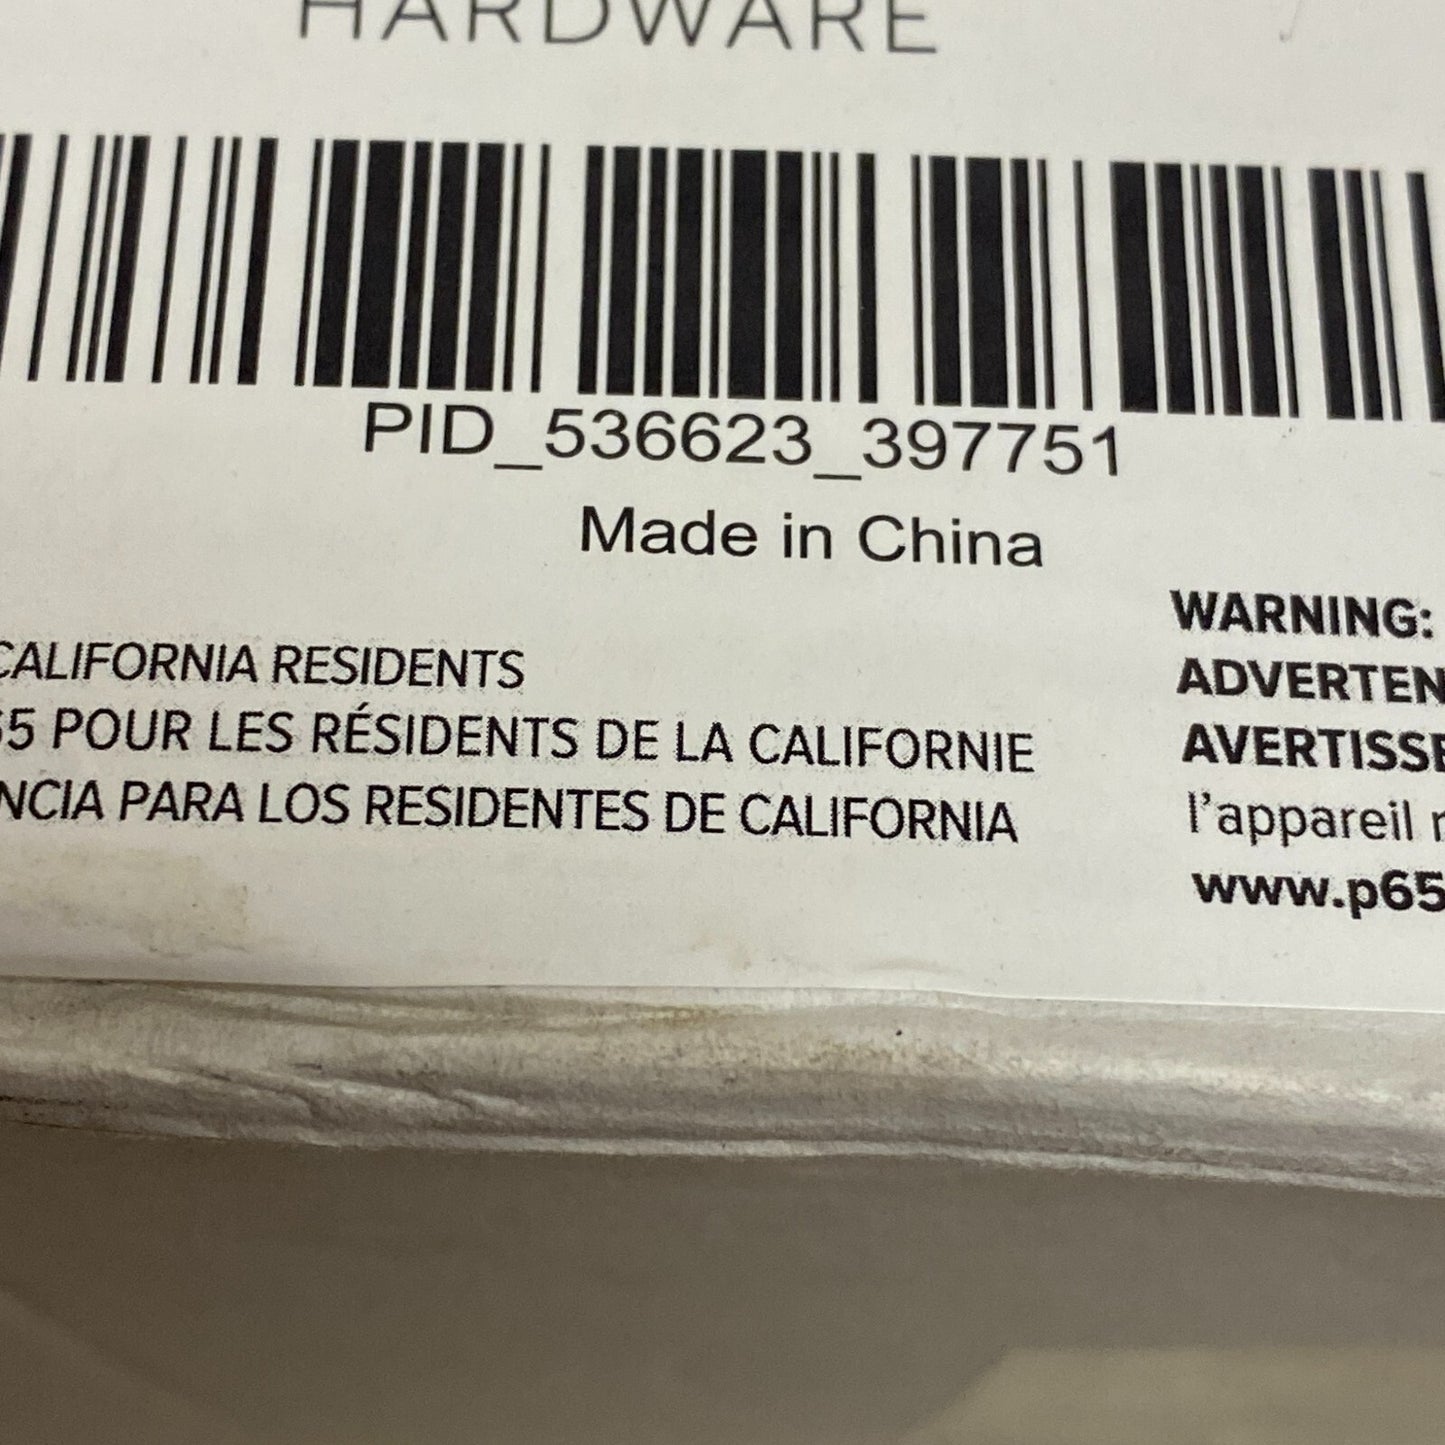 HARDWARE
PID_536623_397751
Made in China
CALIFORNIA RESIDENTS
65 POUR LES RÉSIDENTS DE LA CALIFORNIE
NCIA PARA LOS RESIDENTES DE CALIFORNIA
WARNING:
ADVERTEN
AVERTISSE
l'appareil
www.p65